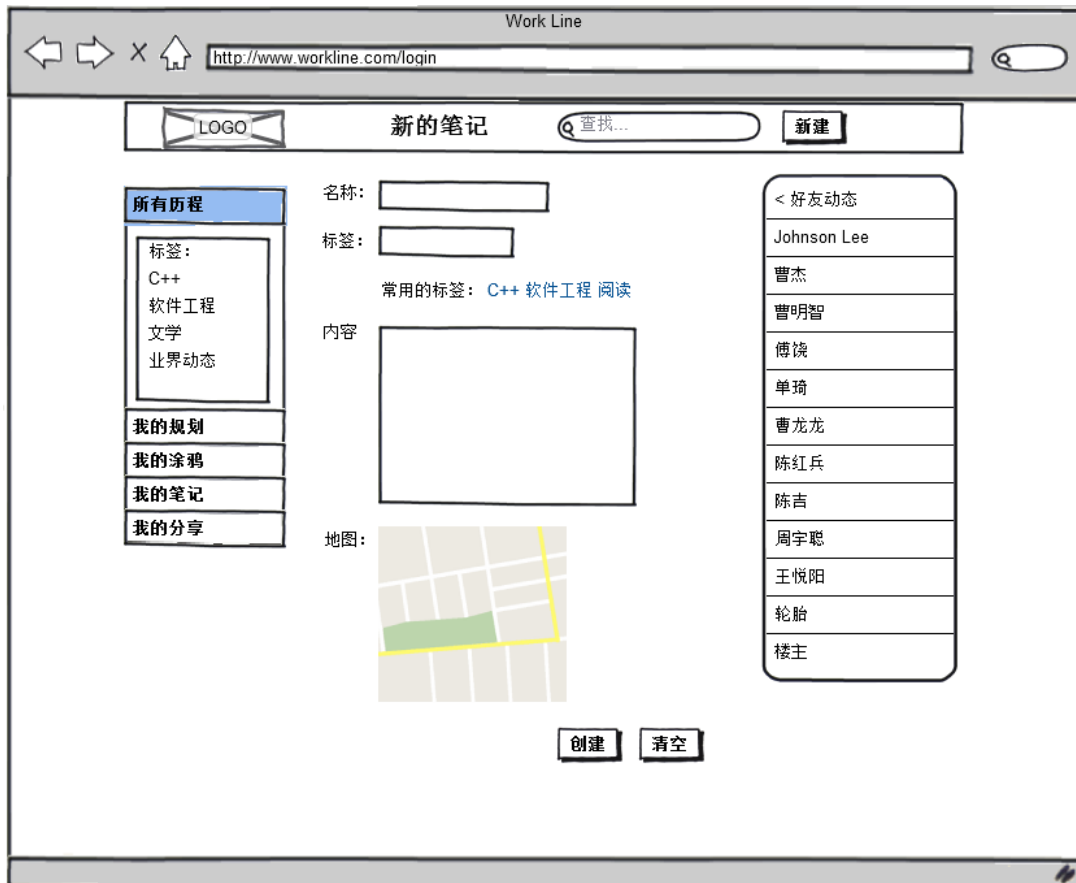 Work Line
http://www.workline.com/login
LOGO
新的笔记
查找...
新建
所有历程
标签：
C++
软件工程
文学
业界动态
我的规划
我的涂鸦
我的笔记
我的分享
名称：
标签：
常用的标签： C++ 软件工程 阅读
内容
地图：
创建
清空
< 好友动态
Johnson Lee
曹杰
曹明智
傅饶
单琦
曹龙龙
陈红兵
陈吉
周宇聪
王悦阳
轮胎
楼主